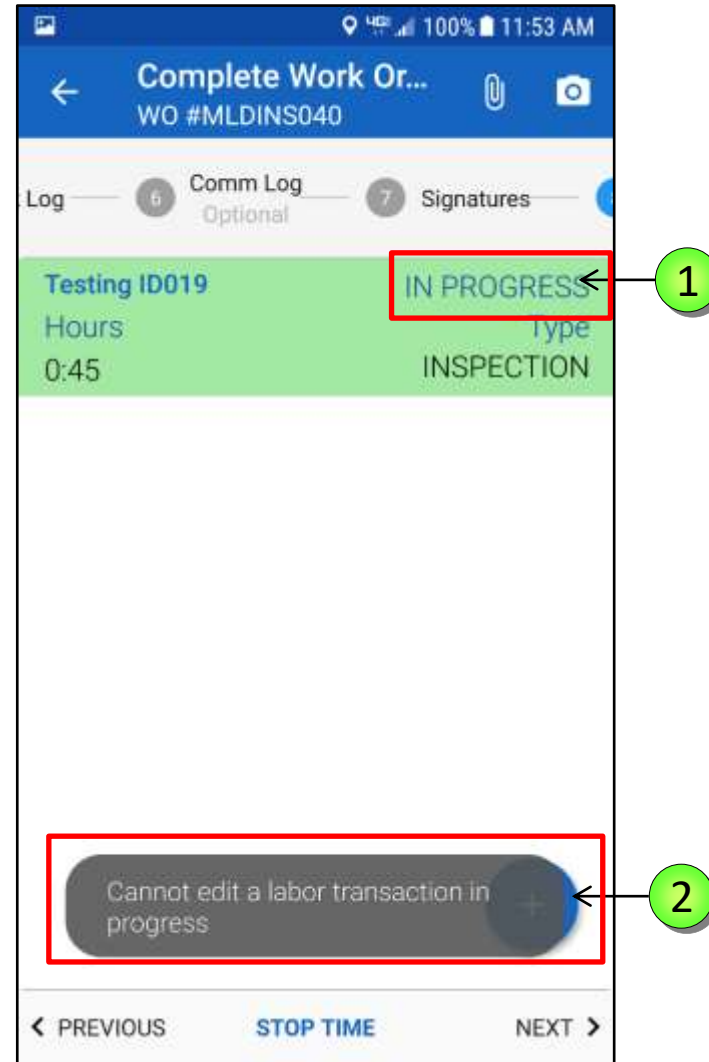 100% 11:53 AM
Complete Work Or...
WO #MLDINS040
Log 6 Comm Log 7 Signatures
Optional
Testing ID019 IN PROGRESS
Hours Type
0:45 INSPECTION
1
Cannot edit a labor transaction in
progress
+
2
PREVIOUS STOP TIME NEXT